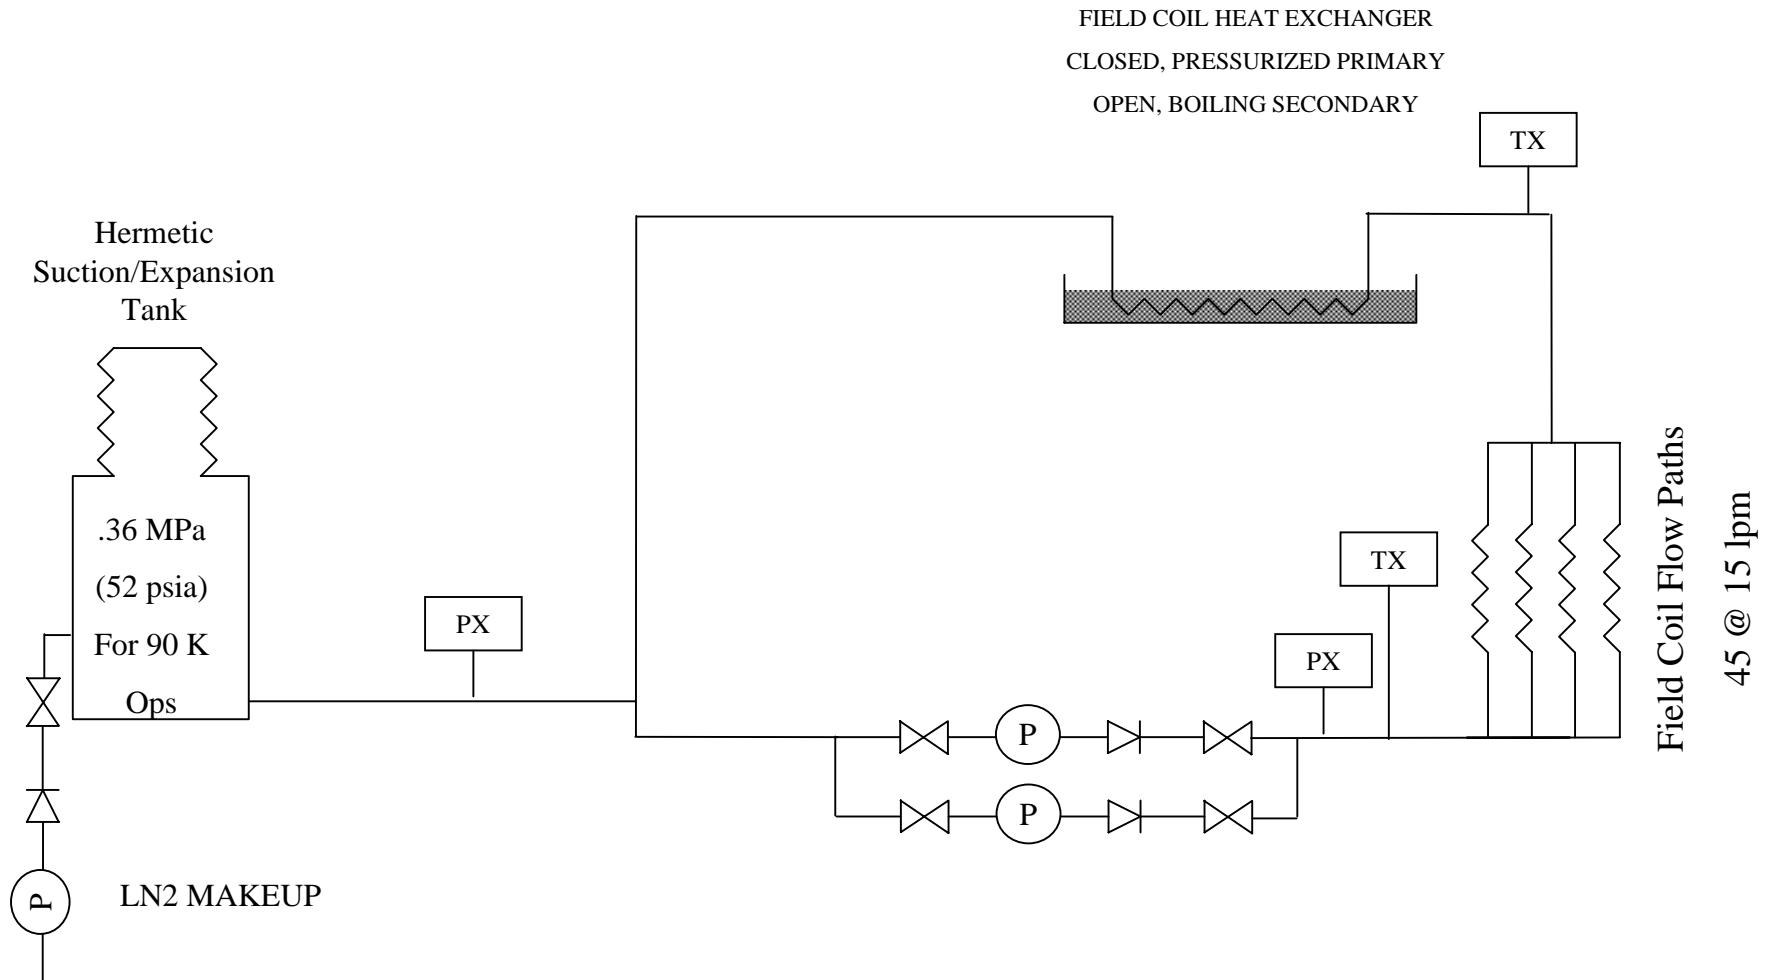 FIELD COIL HEAT EXCHANGER
CLOSED, PRESSURIZED PRIMARY
OPEN, BOILING SECONDARY
TX
Hermetic
Suction/Expansion
Tank
.36 MPa
(52 psia)
For 90 K
Ops
PX
TX
PX
P
P
Field Coil Flow Paths
45 @ 15 lpm
P
LN2 MAKEUP